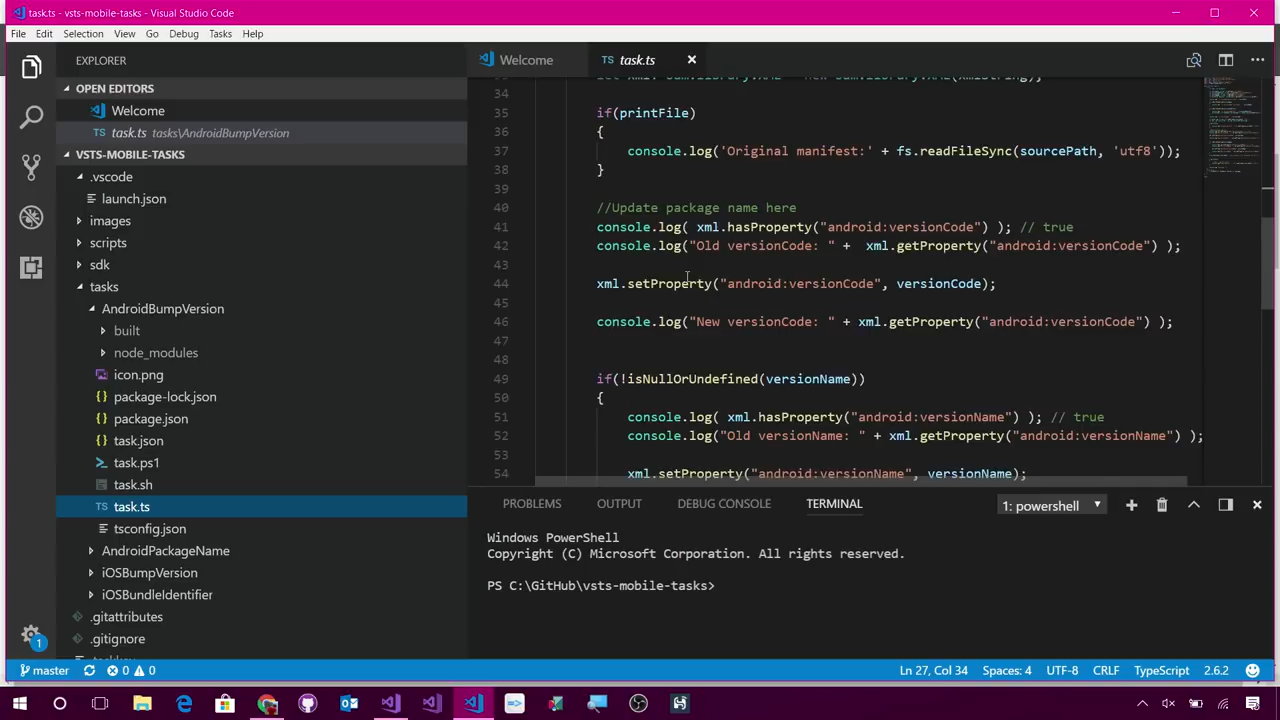 task.ts - vsts-mobile-tasks - Visual Studio Code
File Edit Selection View Go Debug Tasks Help
EXPLORER
OPEN EDITORS
Welcome
TS task.ts tasks\AndroidBumpVersion
VSTS-MOBILE-TASKS
.vscode
{} launch.json
images
scripts
sdk
tasks
AndroidBumpVersion
built
node_modules
icon.png
{} package-lock.json
{} package.json
{} task.json
task.ps1
task.sh
TS task.ts
tsconfig.json
AndroidPackageName
iOSBumpVersion
iOSBundleIdentifier
.gitattributes
.gitignore
Welcome TS task.ts
34
35 if(printFile)
36 {
37 console.log('Original manifest:' + fs.readFileSync(sourcePath, 'utf8'));
38 }
39
40 //Update package name here
41 console.log( xml.hasProperty("android:versionCode") ); // true
42 console.log("Old versionCode: " + xml.getProperty("android:versionCode") );
43
44 xml.setProperty("android:versionCode", versionCode);
45
46 console.log("New versionCode: " + xml.getProperty("android:versionCode") );
47
48
49 if(!isNullOrUndefined(versionName))
50 {
51 console.log( xml.hasProperty("android:versionName") ); // true
52 console.log("Old versionName: " + xml.getProperty("android:versionName") );
53
54 xml.setProperty("android:versionName", versionName);
PROBLEMS OUTPUT DEBUG CONSOLE TERMINAL 1: powershell
Windows PowerShell
Copyright (C) Microsoft Corporation. All rights reserved.
PS C:\GitHub\vsts-mobile-tasks>
1
master 0 0 Ln 27, Col 34 Spaces: 4 UTF-8 CRLF TypeScript 2.6.2